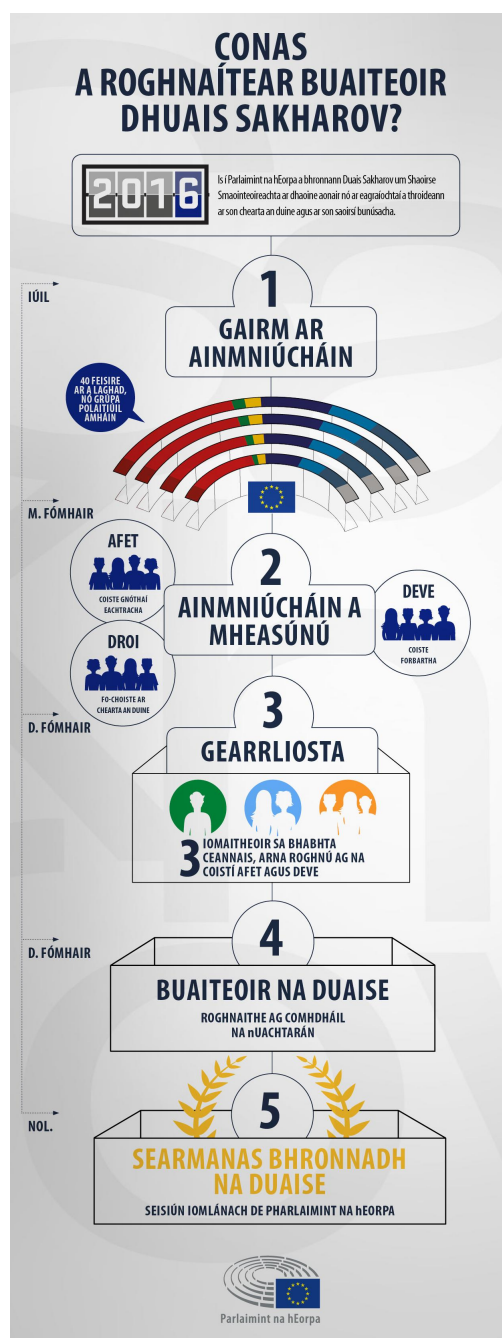 CONAS
A ROGHNAÍTEAR BUAITEOIR
DHUAIS SAKHAROV?
2016
Is í Parlaimint na hEorpa a bhronnann Duais Sakharov um Shaoirse
Smaointeoireachta ar dhaoine aonair nó ar eagraíochtaí a throideann
ar son chearta an duine agus ar son saoirsí bunúsacha.
IÚIL
1
GAIRM AR
AINMNIÚCHÁIN
40 FEISIRE
AR A LAGHAD,
NÓ GRÚPA
POLAITIÚIL
AMHÁIN
M. FÓMHAIR
AFET
COISTE GNÓTHAÍ
EACHTRACHA
2
AINMNIÚCHÁIN A
MHEASÚNÚ
DEVE
COISTE
FORBARTHA
DROI
FO-CHOISTE AR
CHEARTA AN DUINE
D. FÓMHAIR
3
GEARRLIOSTA
3 IOMAITHEOIR SA BHABHTA
CEANNAIS, ARNA ROGHNÚ AG NA
COISTÍ AFET AGUS DEVE
D. FÓMHAIR
4
BUAITEOIR NA DUAISE
ROGHNAITHE AG COMHDHÁIL
NA nUACHTARÁN
NOL.
5
SEARMANAS BHRONNADH
NA DUAISE
SEISIÚN IOMLÁNACH DE PHARLAIMINT NA hEORPA
Parlaimint na hEorpa